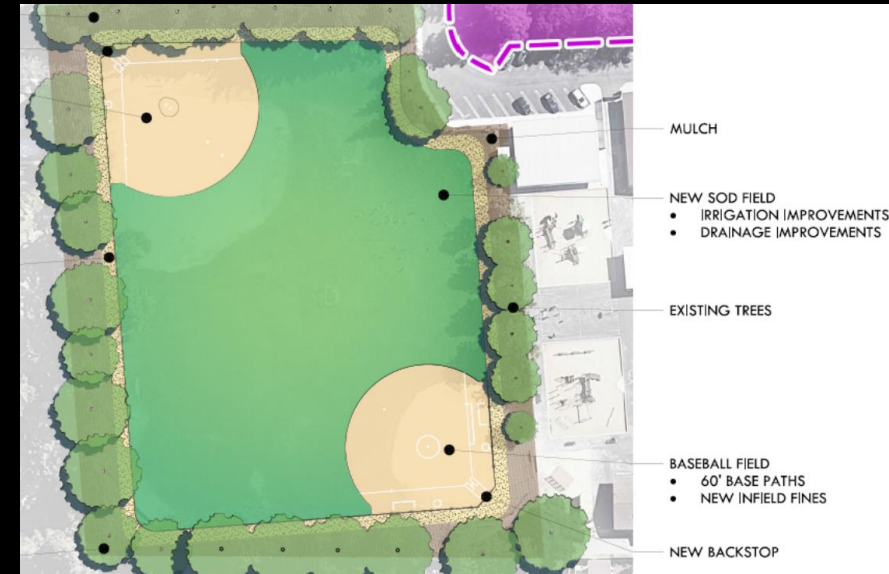 MULCH
NEW SOD FIELD
• IRRIGATION IMPROVEMENTS
• DRAINAGE IMPROVEMENTS
EXISTING TREES
BASEBALL FIELD
• 60' BASE PATHS
• NEW INFIELD FINES
NEW BACKSTOP